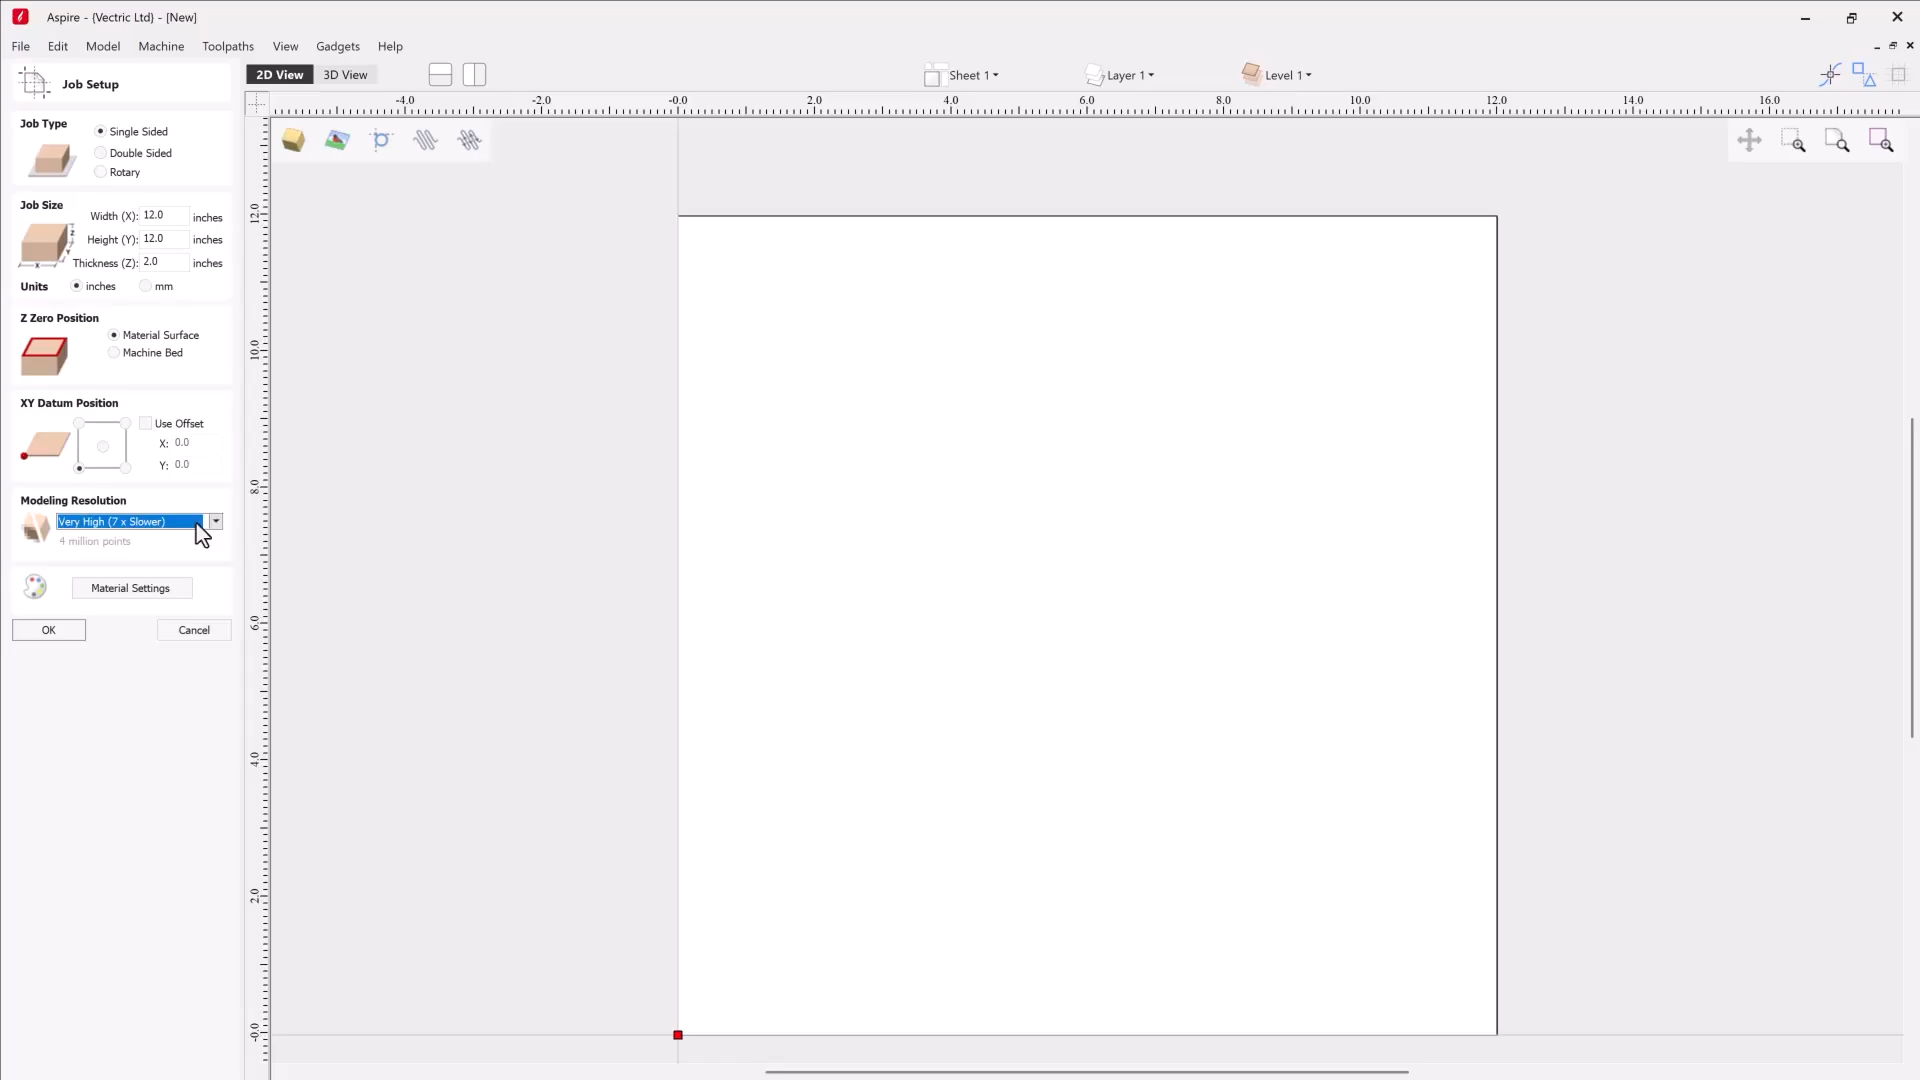 Aspire - {Vectric Ltd} - [New]
File Edit Model Machine Toolpaths View Gadgets Help
Job Setup
2D View 3D View Sheet 1 Layer 1 Level 1
-4.0 -2.0 -0.0 2.0 4.0 6.0 8.0 10.0 12.0 14.0 16.0
Job Type
Single Sided
Double Sided
Rotary
Job Size
Width (X): 12.0 inches
Height (Y): 12.0 inches
Thickness (Z): 2.0 inches
Z
Y
X
Units inches mm
Z Zero Position
Material Surface
Machine Bed
XY Datum Position
Use Offset
X: 0.0
Y: 0.0
Modeling Resolution
Very High (7 x Slower)
4 million points
Material Settings
OK Cancel
12.0
10.0
8.0
6.0
4.0
2.0
-0.0